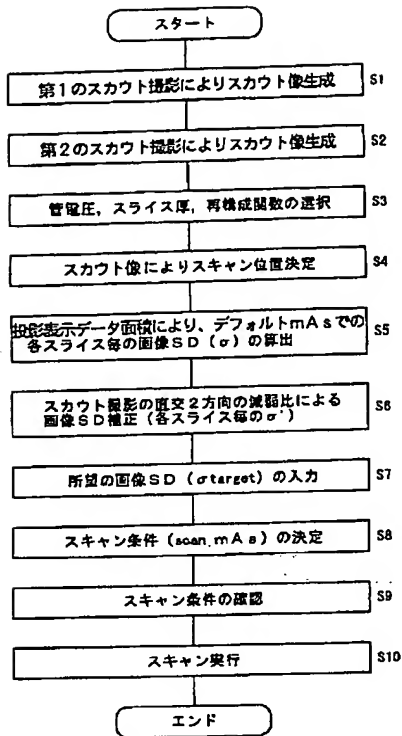 スタート
第1のスカウト撮影によりスカウト像生成 S1
第2のスカウト撮影によりスカウト像生成 S2
管電圧,スライス厚,再構成関数の選択 S3
スカウト像によりスキャン位置決定 S4
投影表示データ面積により、デフォルトmAsでの
各スライス毎の画像SD(σ)の算出 S5
スカウト撮影の直交2方向の減弱比による
画像SD補正(各スライス毎のσ') S6
所望の画像SD(σtarget)の入力 S7
スキャン条件(scan.mAs)の決定 S8
スキャン条件の確認 S9
スキャン実行 S10
エンド